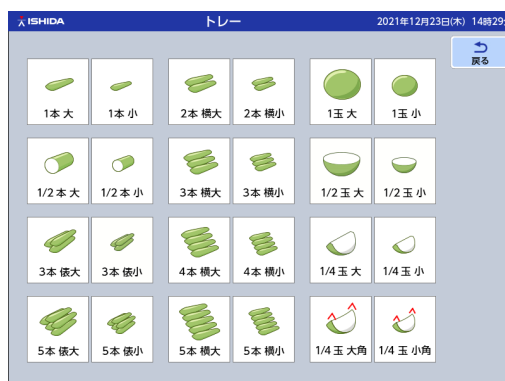 ISHIDA トレー 2021年12月23日(木) 14時29
戻る
1本 大 1本 小 2本 横大 2本 横小 1玉 大 1玉 小
1/2 本 大 1/2 本 小 3本 横大 3本 横小 1/2 玉 大 1/2 玉 小
3本 俵大 3本 俵小 4本 横大 4本 横小 1/4 玉 大 1/4 玉 小
5本 俵大 5本 俵小 5本 横大 5本 横小 1/4 玉 大角 1/4 玉 小角